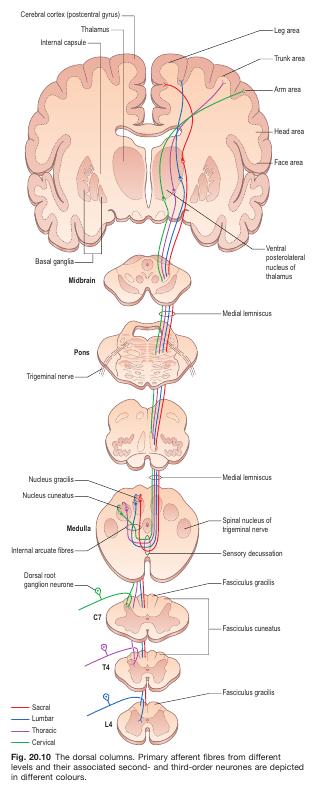 Cerebral cortex (postcentral gyrus)
Thalamus
Internal capsule
Leg area
Trunk area
Arm area
Head area
Face area
Ventral
posterolateral
nucleus of
thalamus
Basal ganglia
Midbrain
Medial lemniscus
Pons
Trigeminal nerve
Nucleus gracilis
Nucleus cuneatus
Medial lemniscus
Medulla
Spinal nucleus of
trigeminal nerve
Internal arcuate fibres
Sensory decussation
Dorsal root
ganglion neurone
Fasciculus gracilis
C7
Fasciculus cuneatus
T4
Fasciculus gracilis
L4
Sacral
Lumbar
Thoracic
Cervical
Fig. 20.10 The dorsal columns. Primary afferent fibres from different
levels and their associated second- and third-order neurones are depicted
in different colours.